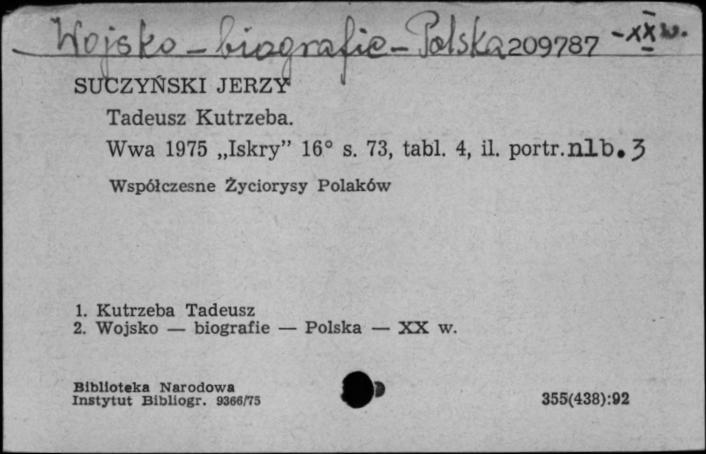 Wojsko – biografie – Polska 209787 – XX w.
SUCZYŃSKI JERZY
Tadeusz Kutrzeba.
Wwa 1975 „Iskry” 16° s. 73, tabl. 4, il. portr. nlb. 3
Współczesne Życiorysy Polaków
1. Kutrzeba Tadeusz
2. Wojsko — biografie — Polska — XX w.
Biblioteka Narodowa
Instytut Bibliogr. 9366/75
355(438):92